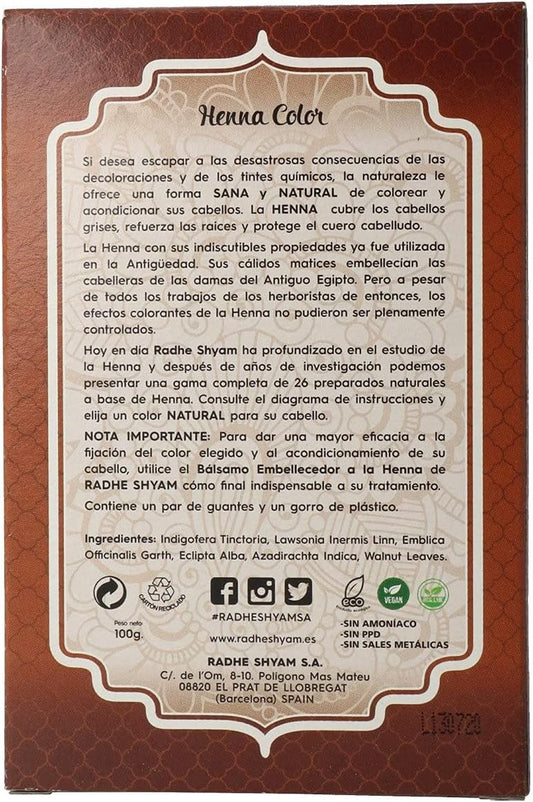 Henna Color
Si desea escapar a las desastrosas consecuencias de las
decoloraciones y de los tintes químicos, la naturaleza le
ofrece una forma SANA y NATURAL de colorear y
acondicionar sus cabellos. La HENNA cubre los cabellos
grises, refuerza las raices y protege el cuero cabelludo.
La Henna con sus indiscutibles propiedades ya fue utilizada
en la Antigüedad. Sus cálidos matices embellecían las
cabelleras de las damas del Antiguo Egipto. Pero a pesar
de todos los trabajos de los herboristas de entonces, los
efectos colorantes de la Henna no pudieron ser plenamente
controlados.
Hoy en día Radhe Shyam ha profundizado en el estudio de
la Henna y después de años de investigación podemos
presentar una gama completa de 26 preparados naturales
a base de Henna. Consulte el diagrama de instrucciones y
elija un color NATURAL para su cabello.
NOTA IMPORTANTE: Para dar una mayor eficacia a la
fijación del color elegido y al acondicionamiento de su
cabello, utilice el Bálsamo Embellecedor a la Henna de
RADHE SHYAM cómo final indispensable a su tratamiento.
Contiene un par de guantes y un gorro de plástico.
Ingredientes: Indigofera Tinctoria, Lawsonia Inermis Linn, Emblica
Officinalis Garth, Eclipta Alba, Azadirachta Indica, Walnut Leaves.
CARTÓN RECICLADO
Peso neto:
100g.
#RADHESHYAMSA
www.radheshyam.es
eco
producto ecológico
VEGAN
ORGANIC
-SIN AMONÍACO
-SIN PPD
-SIN SALES METÁLICAS
RADHE SHYAM S.A.
C/. de l'Om, 8-10. Poligono Mas Mateu
08820 EL PRAT DE LLOBREGAT
(Barcelona) SPAIN
L130720